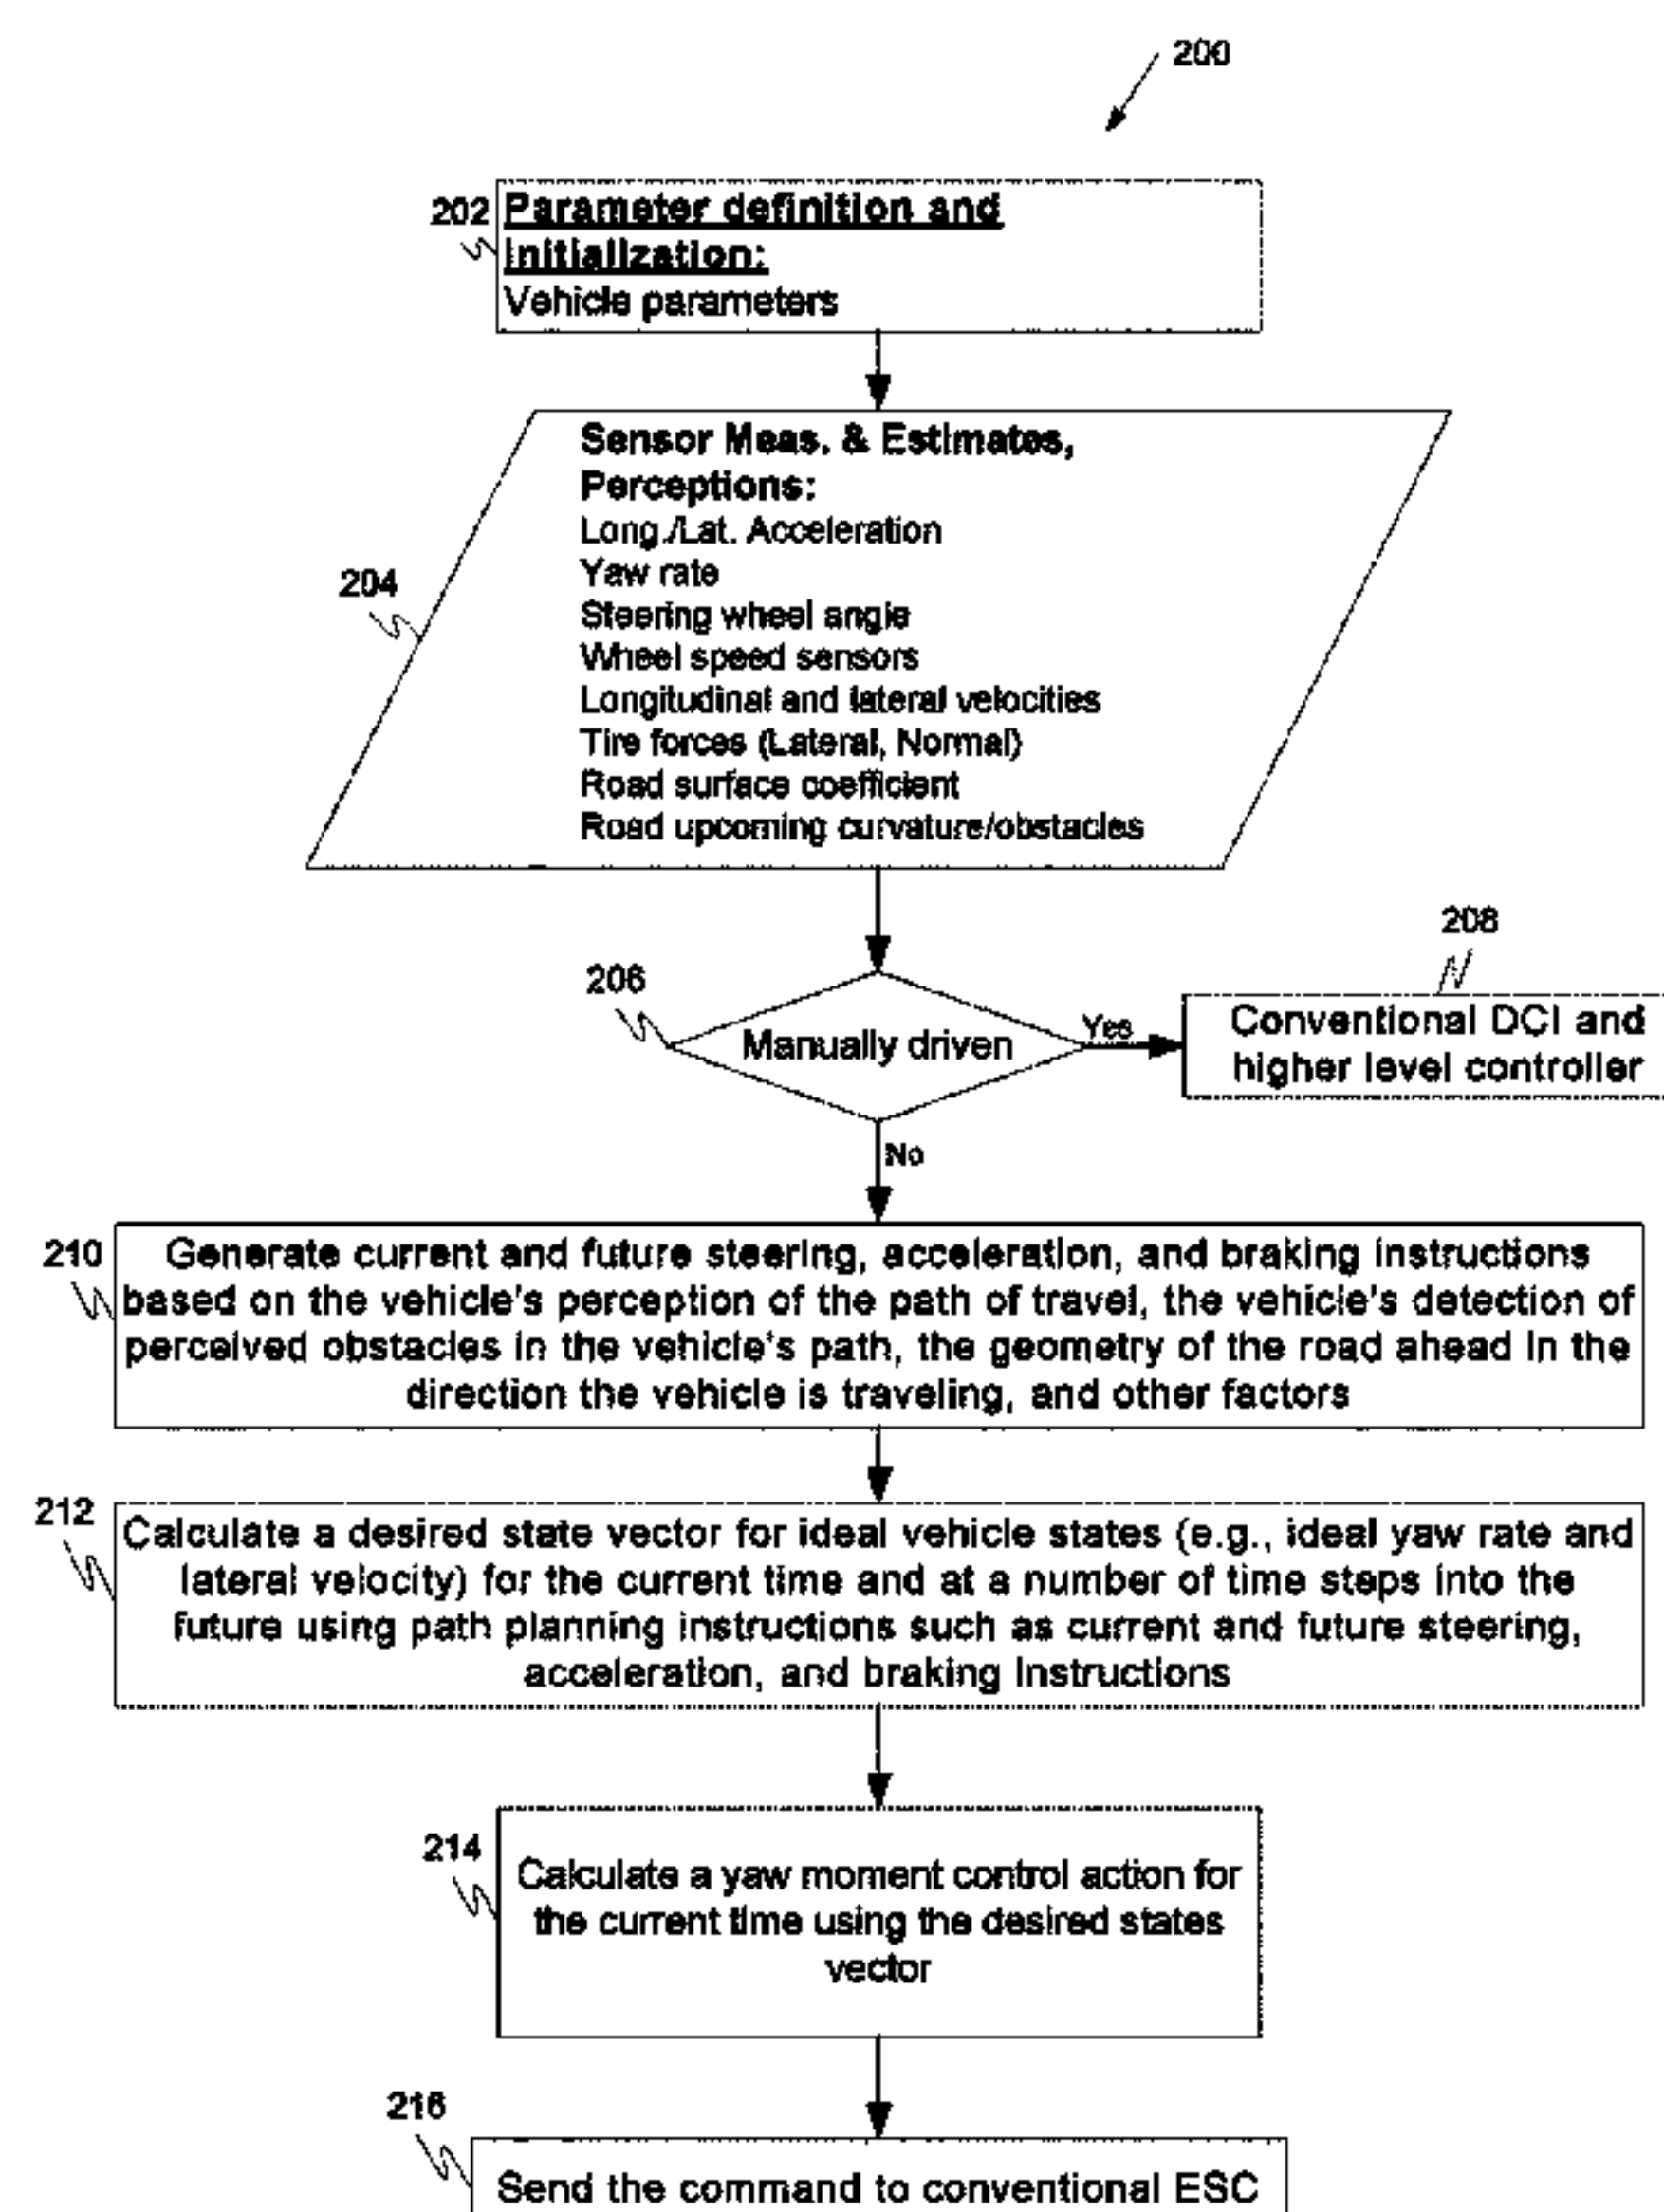 200
202
Parameter definition and
Initialization:
Vehicle parameters
204
Sensor Meas. & Estimates,
Perceptions:
Long./Lat. Acceleration
Yaw rate
Steering wheel angle
Wheel speed sensors
Longitudinal and lateral velocities
Tire forces (Lateral, Normal)
Road surface coefficient
Road upcoming curvature/obstacles
206
Manually driven
Yes
208
Conventional DCI and
higher level controller
No
210
Generate current and future steering, acceleration, and braking instructions
based on the vehicle's perception of the path of travel, the vehicle's detection of
perceived obstacles in the vehicle's path, the geometry of the road ahead in the
direction the vehicle is traveling, and other factors
212
Calculate a desired state vector for ideal vehicle states (e.g., ideal yaw rate and
lateral velocity) for the current time and at a number of time steps into the
future using path planning instructions such as current and future steering,
acceleration, and braking Instructions
214
Calculate a yaw moment control action for
the current time using the desired states
vector
216
Send the command to conventional ESC